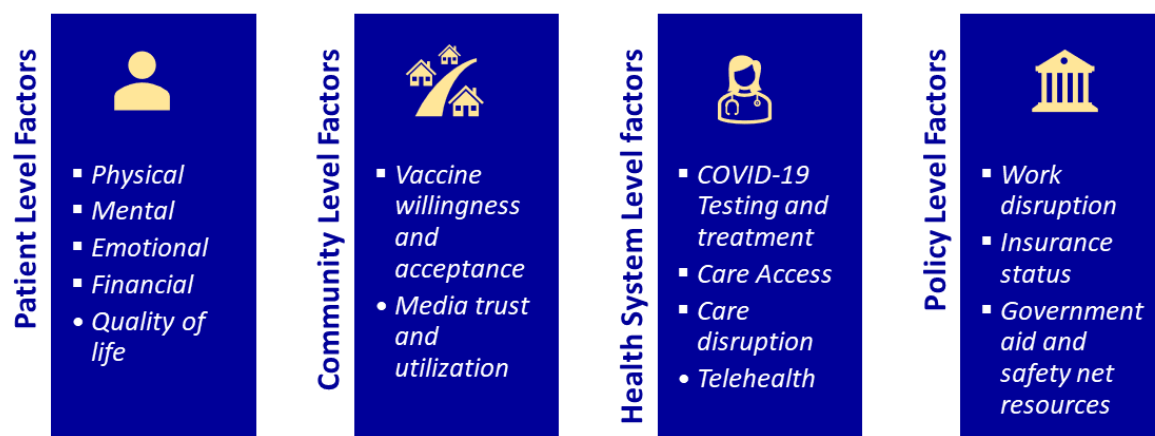 Patient Level Factors
▪ Physical
▪ Mental
▪ Emotional
▪ Financial
• Quality of
life
Community Level Factors
▪ Vaccine
willingness
and
acceptance
• Media trust
and
utilization
Health System Level factors
▪ COVID-19
Testing and
treatment
▪ Care Access
▪ Care
disruption
• Telehealth
Policy Level Factors
▪ Work
disruption
▪ Insurance
status
▪ Government
aid and
safety net
resources